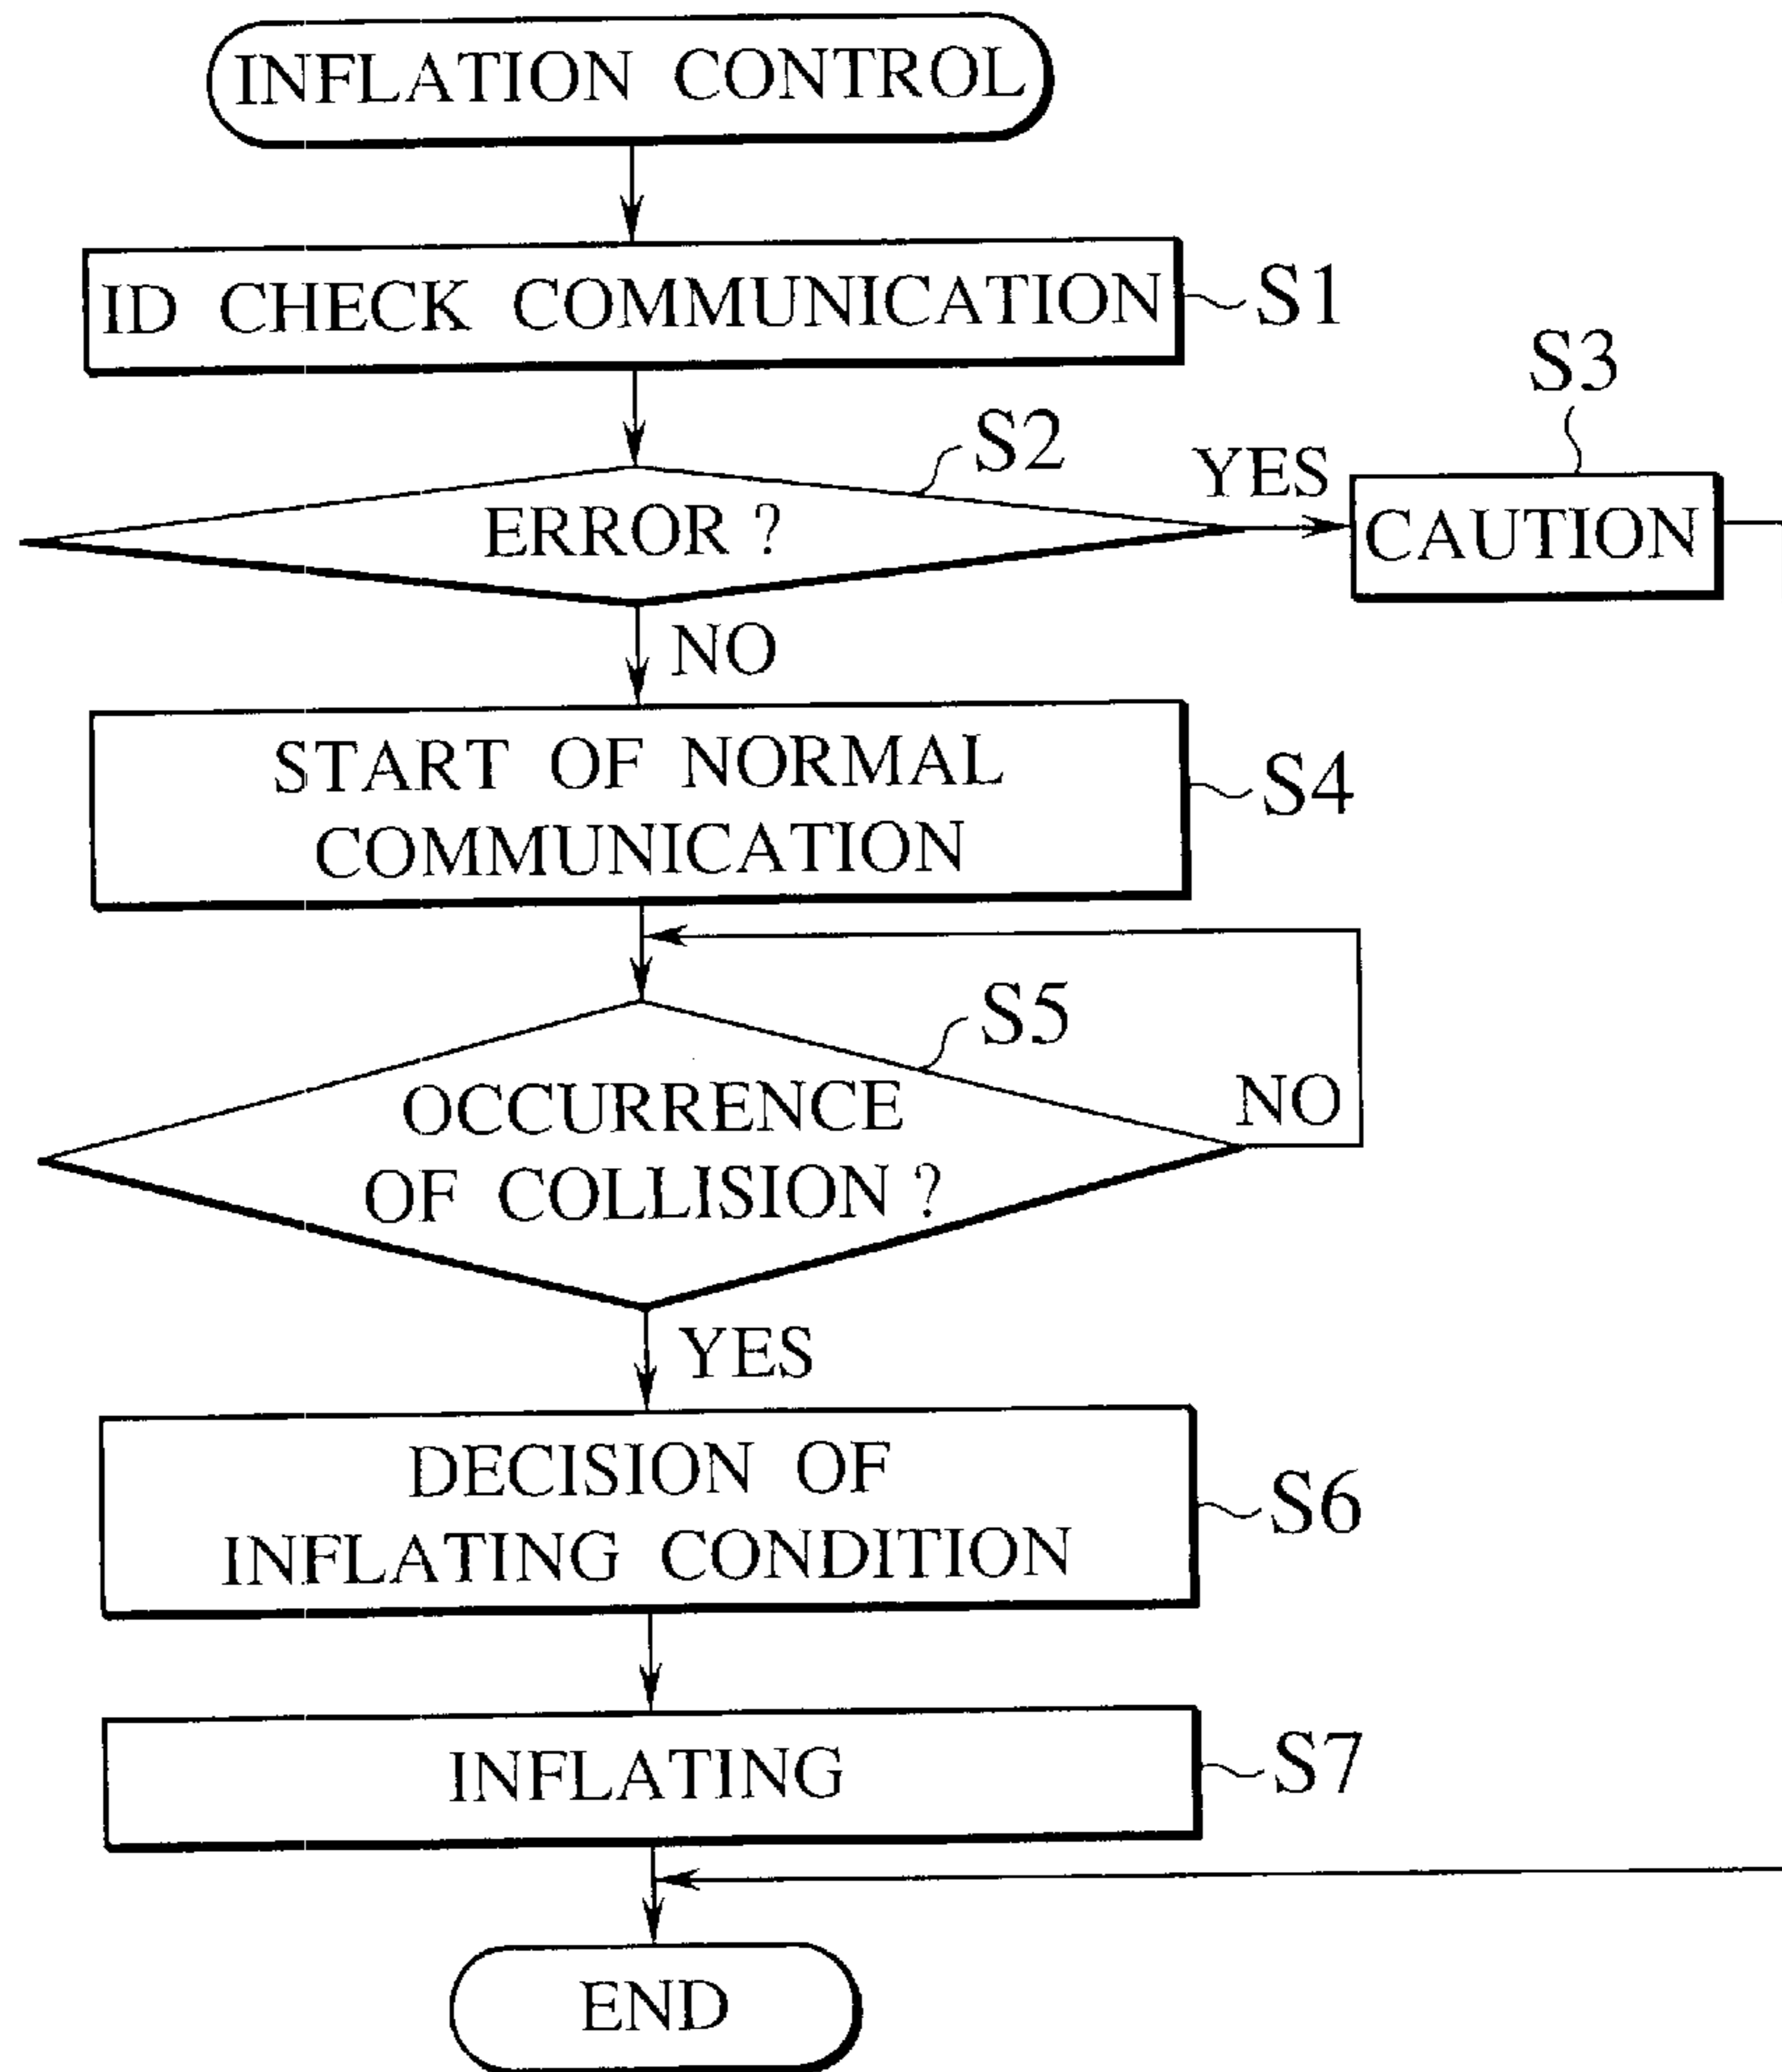 INFLATION CONTROL
ID CHECK COMMUNICATION
S1
S3
S2
YES
ERROR ?
CAUTION
NO
START OF NORMAL
COMMUNICATION
S4
S5
OCCURRENCE
OF COLLISION ?
NO
YES
DECISION OF
INFLATING CONDITION
S6
INFLATING
S7
END